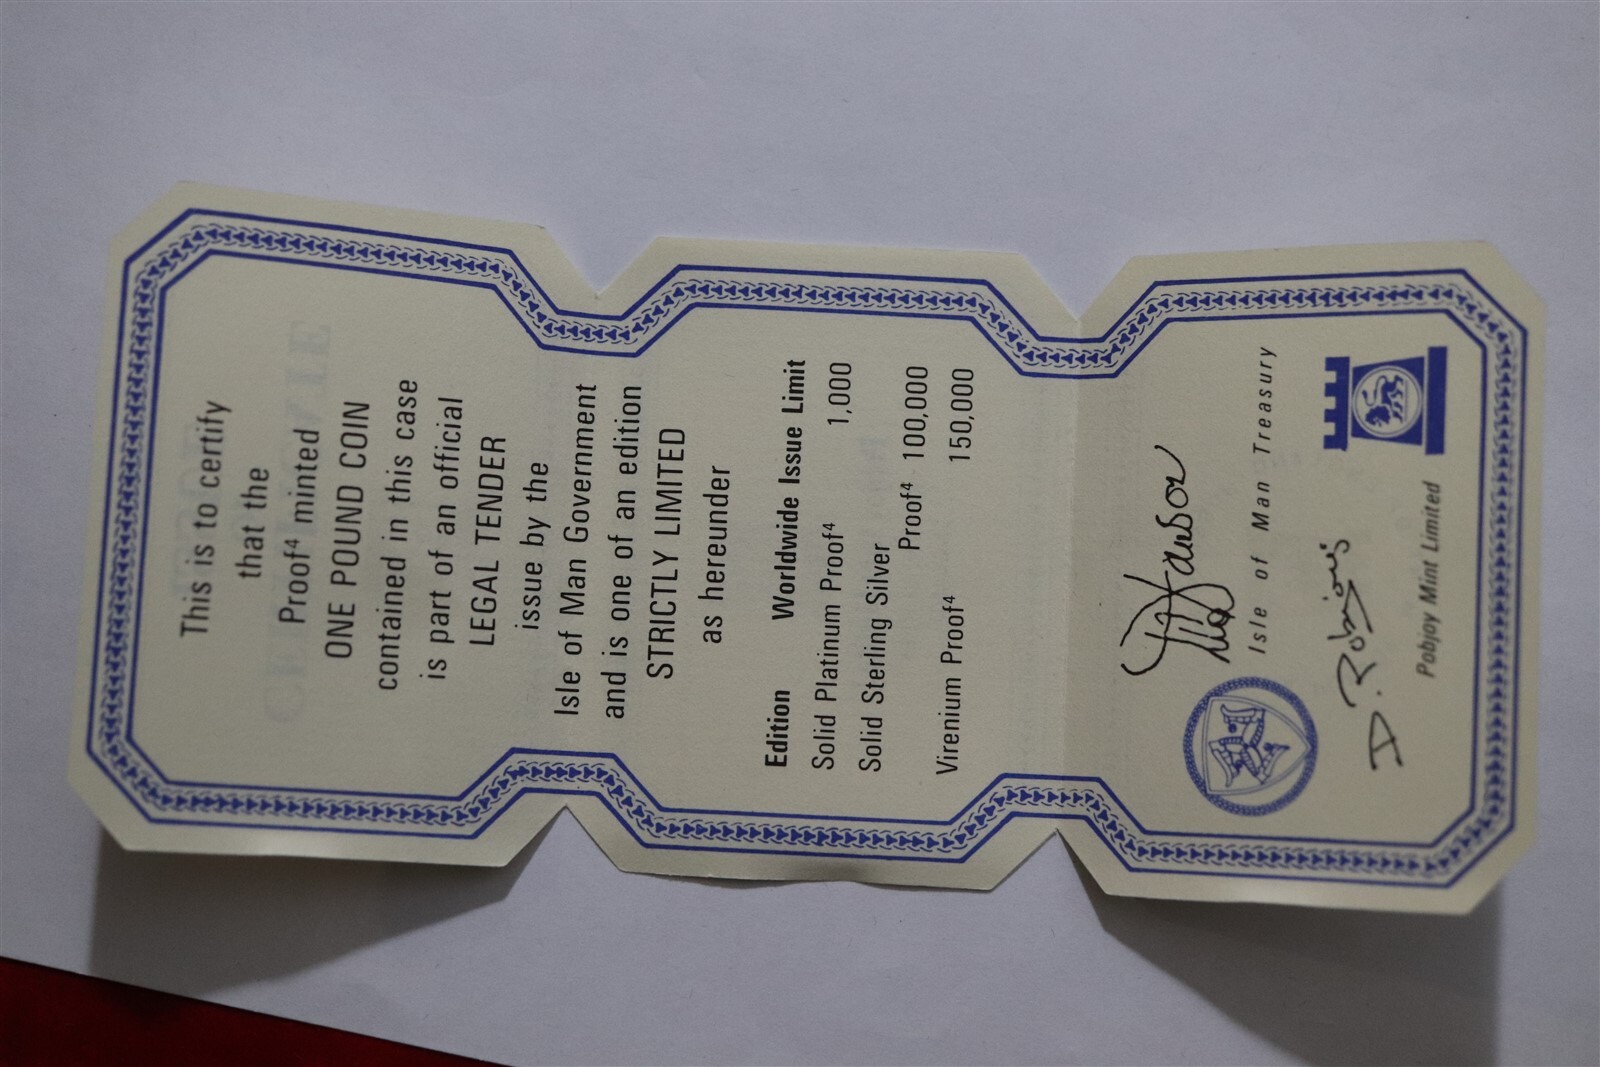 This is to certify
that the
Proof⁴ minted
ONE POUND COIN
contained in this case
is part of an official
LEGAL TENDER
issue by the
Isle of Man Government
and is one of an edition
STRICTLY LIMITED
as hereunder
Edition Worldwide Issue Limit
Solid Platinum Proof⁴ 1,000
Solid Sterling Silver
Proof⁴ 100,000
Virenium Proof⁴ 150,000
Dawson
Isle of Man Treasury
D. Pobjoy
Pobjoy Mint Limited